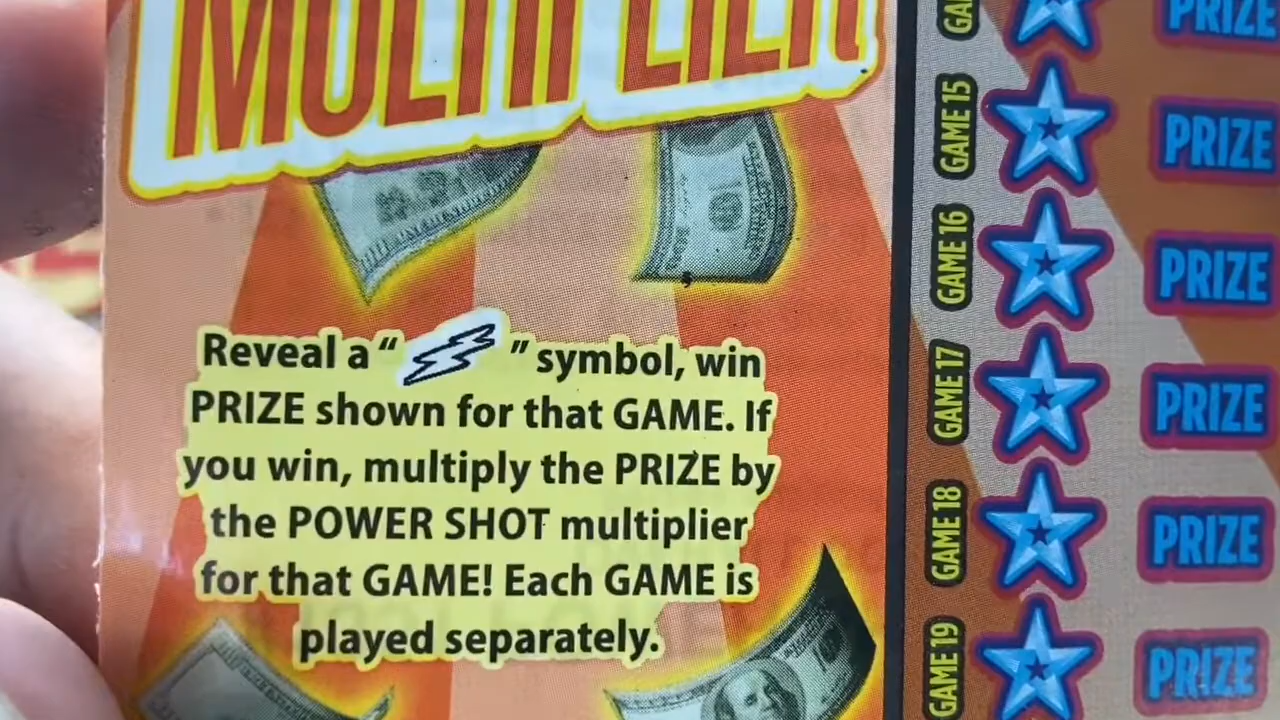 MULTIPLIER
Reveal a “ ” symbol, win
PRIZE shown for that GAME. If
you win, multiply the PRIZE by
the POWER SHOT multiplier
for that GAME! Each GAME is
played separately.
PRIZE
GAME 15
PRIZE
GAME 16
PRIZE
GAME 17
PRIZE
GAME 18
PRIZE
GAME 19
PRIZE